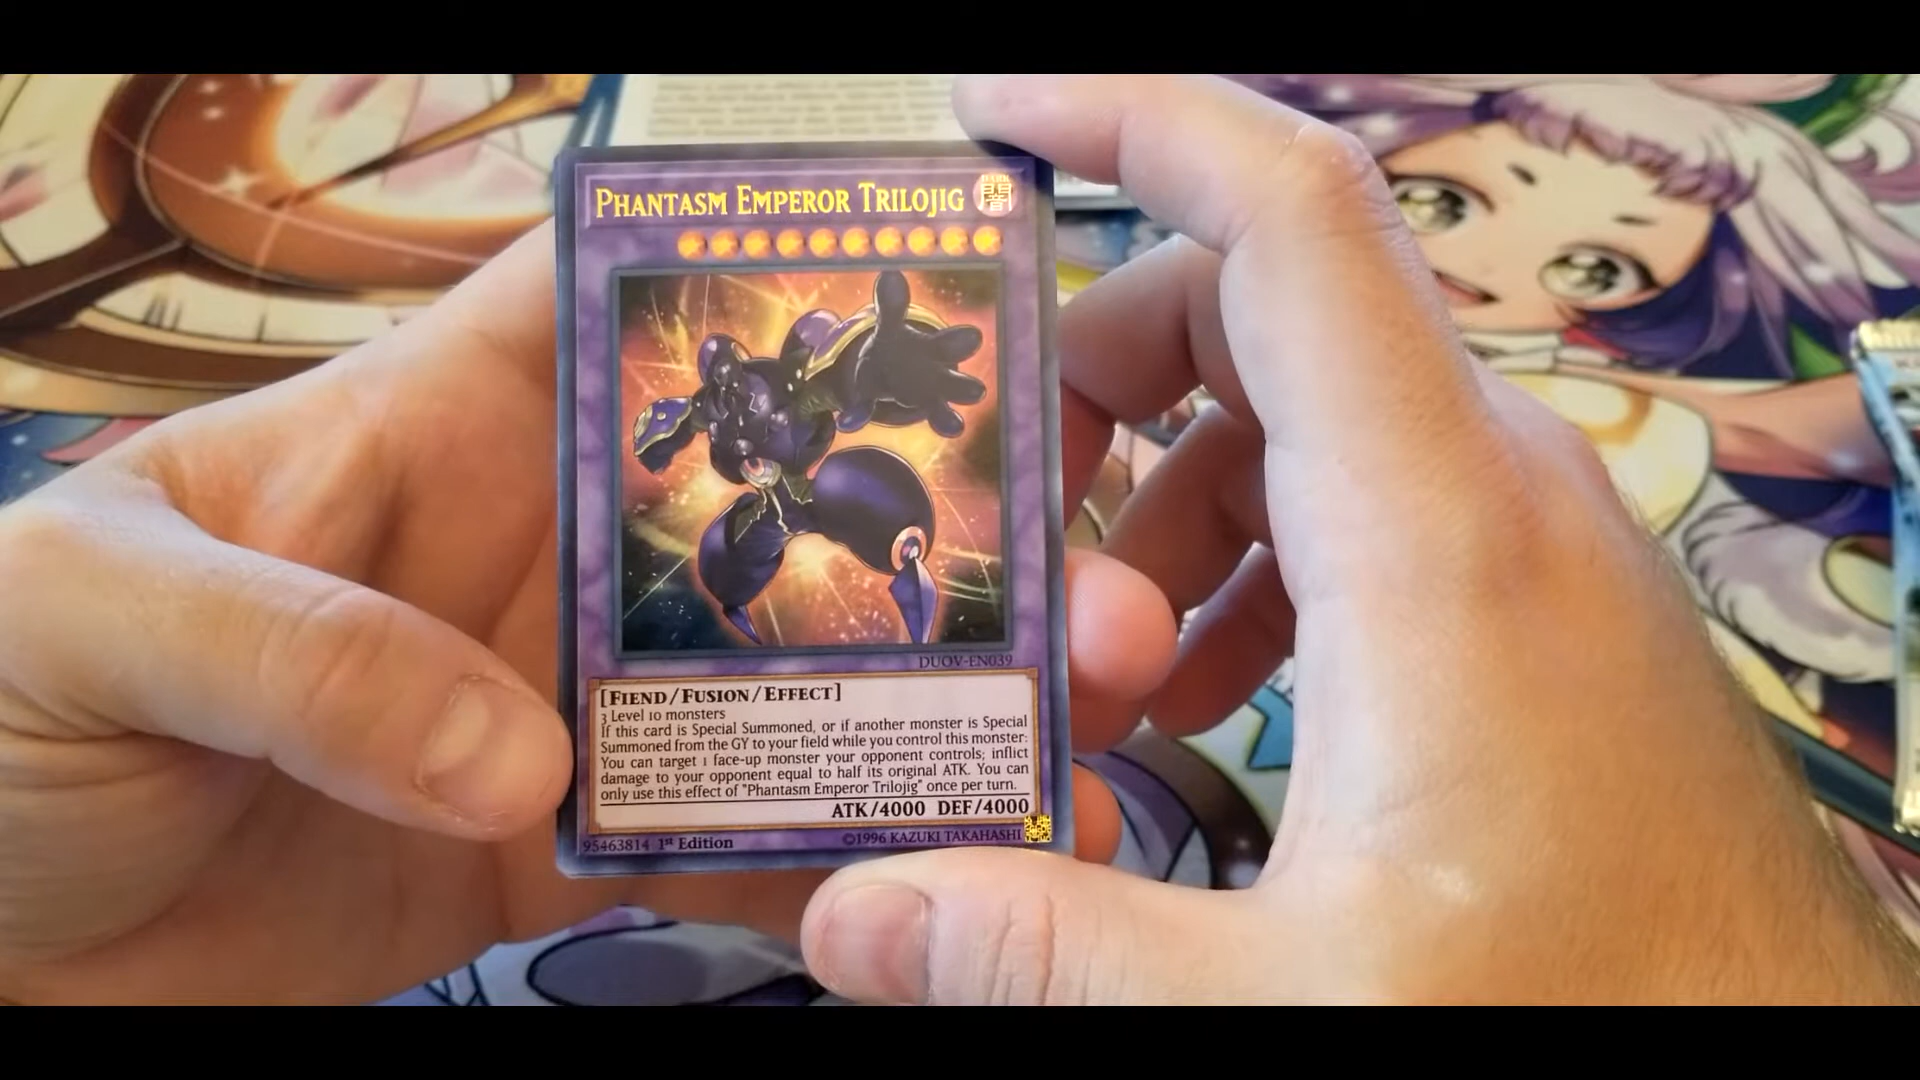 PHANTASM EMPEROR TRILOJIG
DARK
闇
DUOV-EN039
[FIEND/FUSION/EFFECT]
3 Level 10 monsters
If this card is Special Summoned, or if another monster is Special
Summoned from the GY to your field while you control this monster:
You can target 1 face-up monster your opponent controls; inflict
damage to your opponent equal to half its original ATK. You can
only use this effect of "Phantasm Emperor Trilojig" once per turn.
ATK/4000 DEF/4000
95463814 1st Edition
©1996 KAZUKI TAKAHASHI